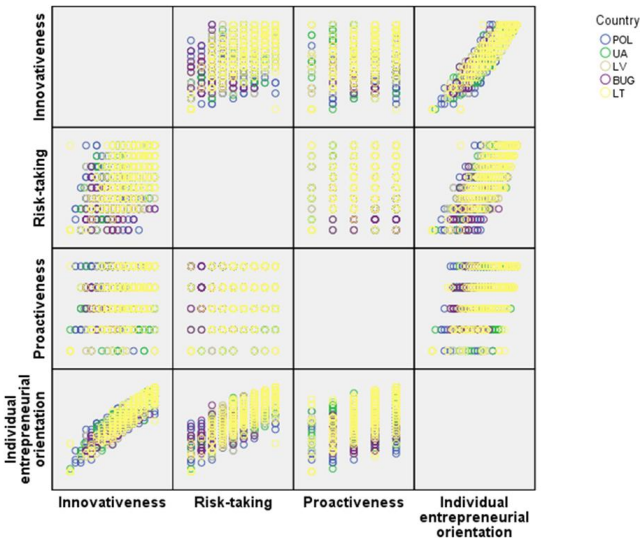 Country
POL
UA
LV
BUG
LT
Innovativeness
Risk-taking
Proactiveness
Individual
entrepreneurial
orientation
Innovativeness
Risk-taking
Proactiveness
Individual
entrepreneurial
orientation